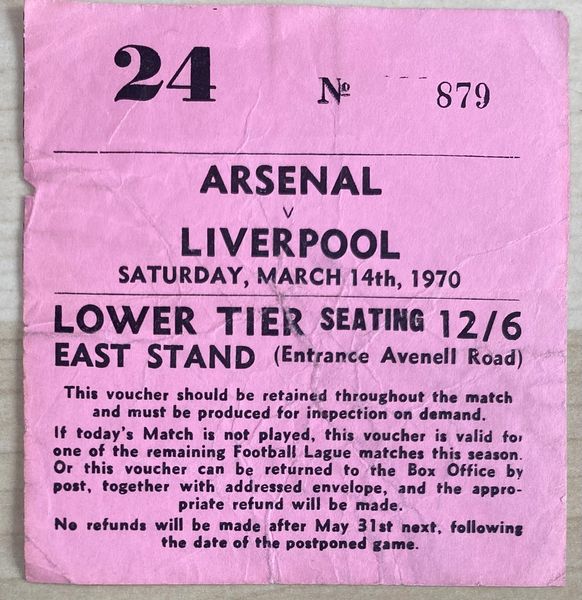 24 Nº 879
ARSENAL
v
LIVERPOOL
SATURDAY, MARCH 14th, 1970
LOWER TIER SEATING 12/6
EAST STAND (Entrance Avenell Road)
This voucher should be retained throughout the match
and must be produced for inspection on demand.
If today's Match is not played, this voucher is valid for
one of the remaining Football Lague matches this season.
Or this voucher can be returned to the Box Office by
post, together with addressed envelope, and the appro-
priate refund will be made.
No refunds will be made after May 31st next, following
the date of the postponed game.